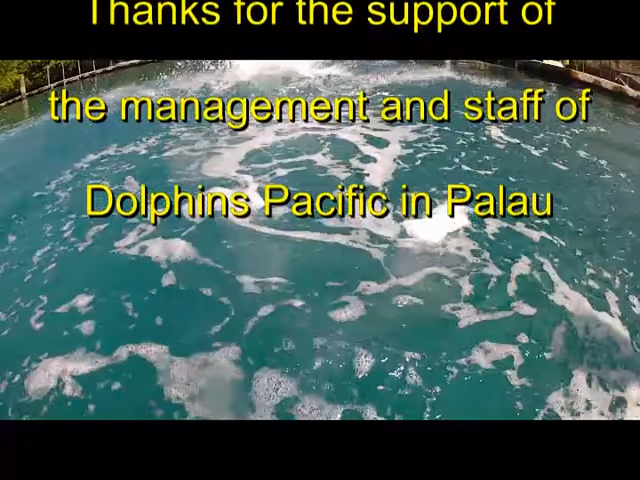 Thanks for the support of
the management and staff of
Dolphins Pacific in Palau